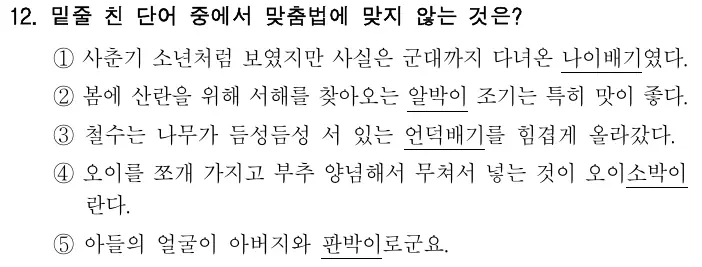 12. 밑줄 친 단어 중에서 맞춤법에 맞지 않는 것은?
① 사춘기 소년처럼 보였지만 사실은 군대까지 다녀온 나이배기였다.
② 봄에 산란을 위해 서해를 찾아오는 알박이 조기는 특히 맛이 좋다.
③ 철수는 나무가 듬성듬성 서 있는 언덕배기를 힘겹게 올라갔다.
④ 오이를 쪼개 가지고 부추 양념해서 무쳐서 넣는 것이 오이소박이
란다.
⑤ 아들의 얼굴이 아버지와 판박이로군요.